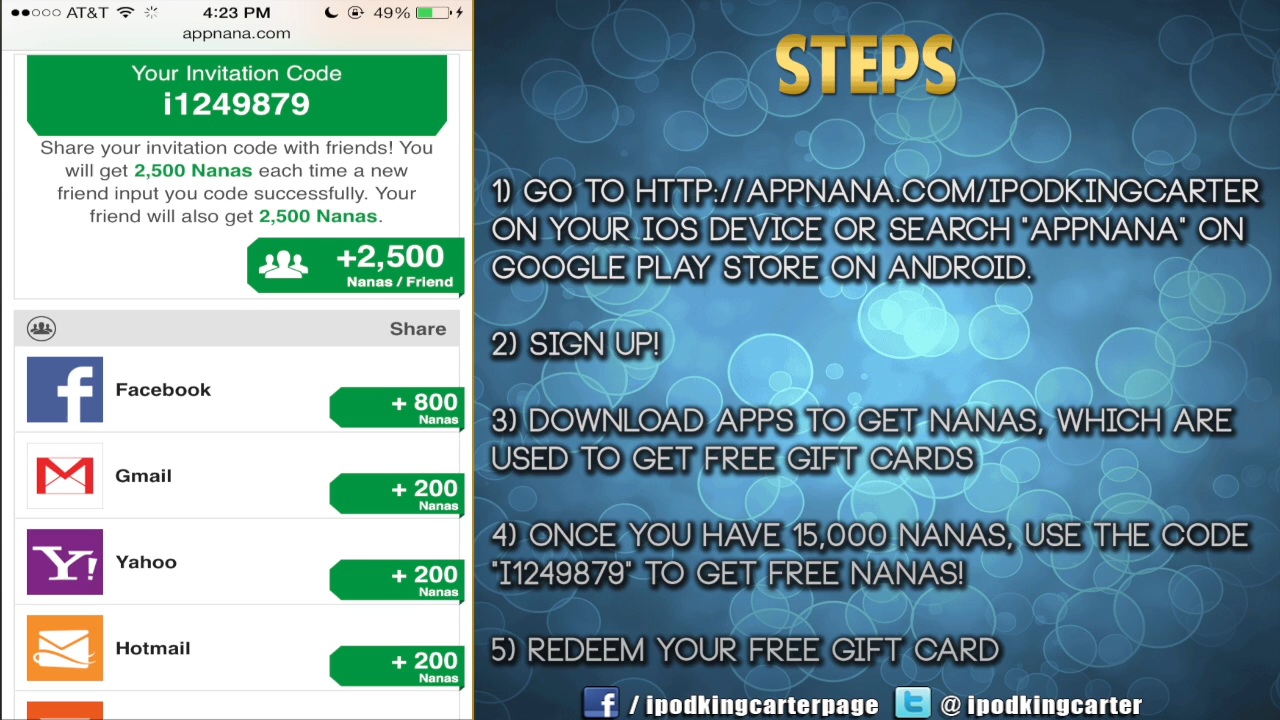 AT&T 4:23 PM 49%
appnana.com
Your Invitation Code
i1249879
Share your invitation code with friends! You
will get 2,500 Nanas each time a new
friend input you code successfully. Your
friend will also get 2,500 Nanas.
+2,500
Nanas / Friend
Share
Facebook
+ 800
Nanas
Gmail
+ 200
Nanas
Yahoo
+ 200
Nanas
Hotmail
+ 200
Nanas
STEPS
1) GO TO HTTP://APPNANA.COM/IPODKINGCARTER
ON YOUR IOS DEVICE OR SEARCH "APPNANA" ON
GOOGLE PLAY STORE ON ANDROID.
2) SIGN UP!
3) DOWNLOAD APPS TO GET NANAS, WHICH ARE
USED TO GET FREE GIFT CARDS
4) ONCE YOU HAVE 15,000 NANAS, USE THE CODE
"I1249879" TO GET FREE NANAS!
5) REDEEM YOUR FREE GIFT CARD
/ ipodkingcarterpage @ ipodkingcarter